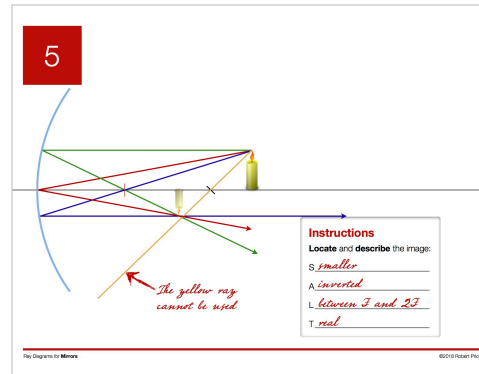 5
The yellow ray
cannot be used
Instructions
Locate and describe the image:
S smaller
A inverted
L between F and 2F
T real
Ray Diagrams for Mirrors
©2018 Robert Pric